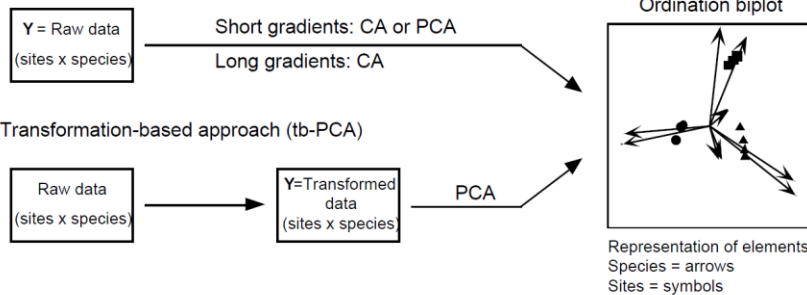 Ordination biplot
Y = Raw data
(sites x species)
Short gradients: CA or PCA
Long gradients: CA
Transformation-based approach (tb-PCA)
Raw data
(sites x species)
Y=Transformed
data
(sites x species)
PCA
Representation of elements
Species = arrows
Sites = symbols